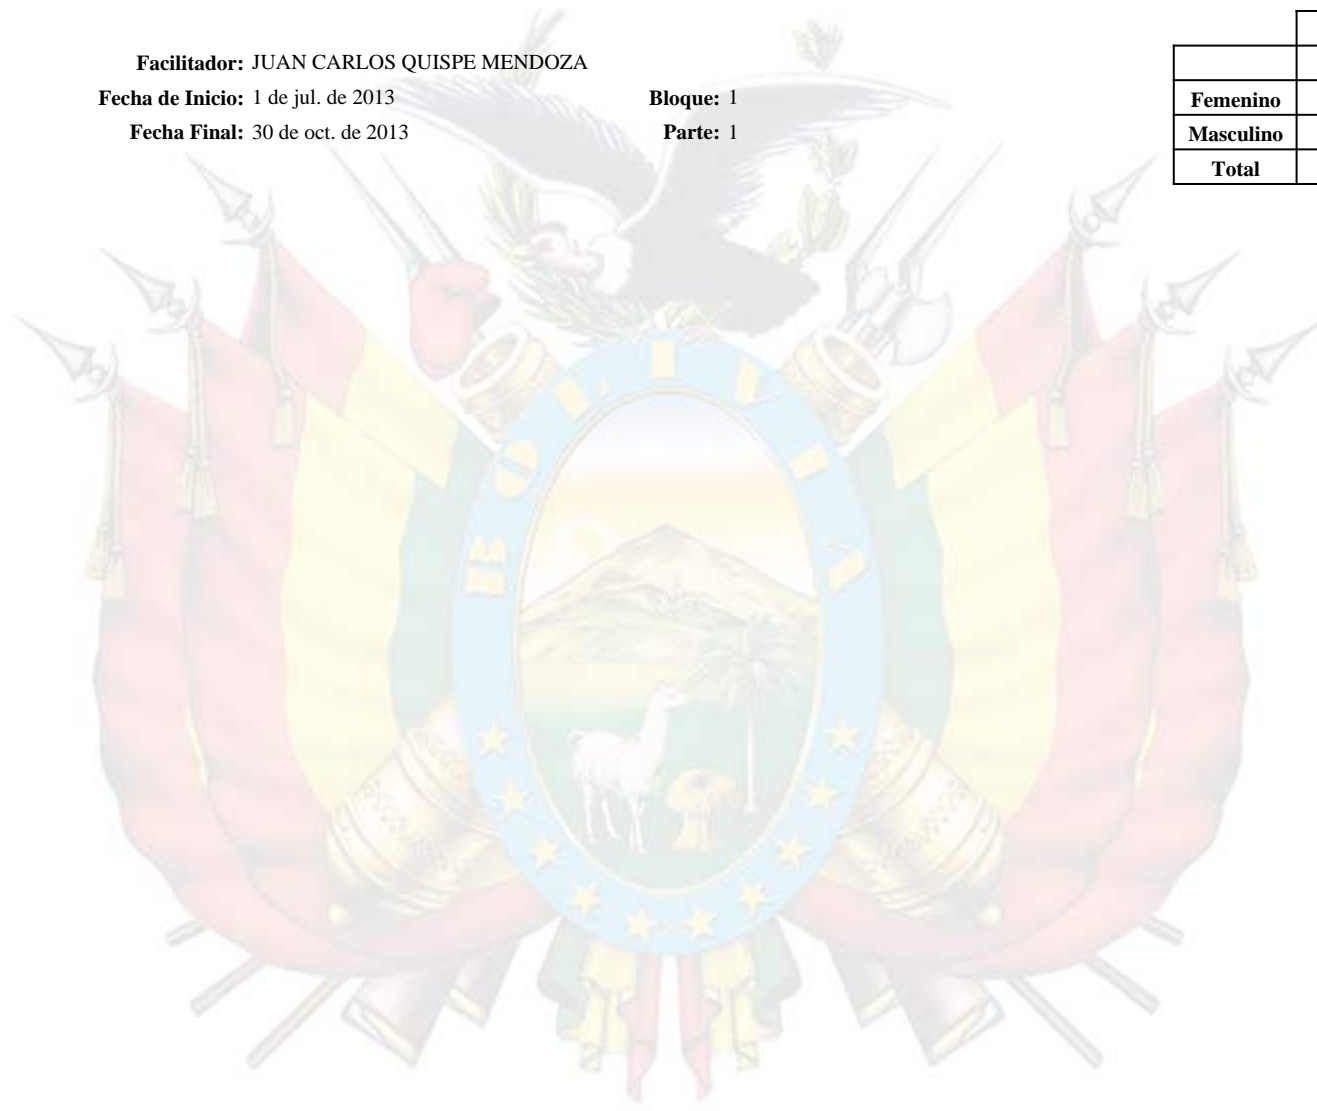 Facilitador: JUAN CARLOS QUISPE MENDOZA
Fecha de Inicio: 1 de jul. de 2013 Bloque: 1
Fecha Final: 30 de oct. de 2013 Parte: 1
Femenino
Masculino
Total
BOLIVIA